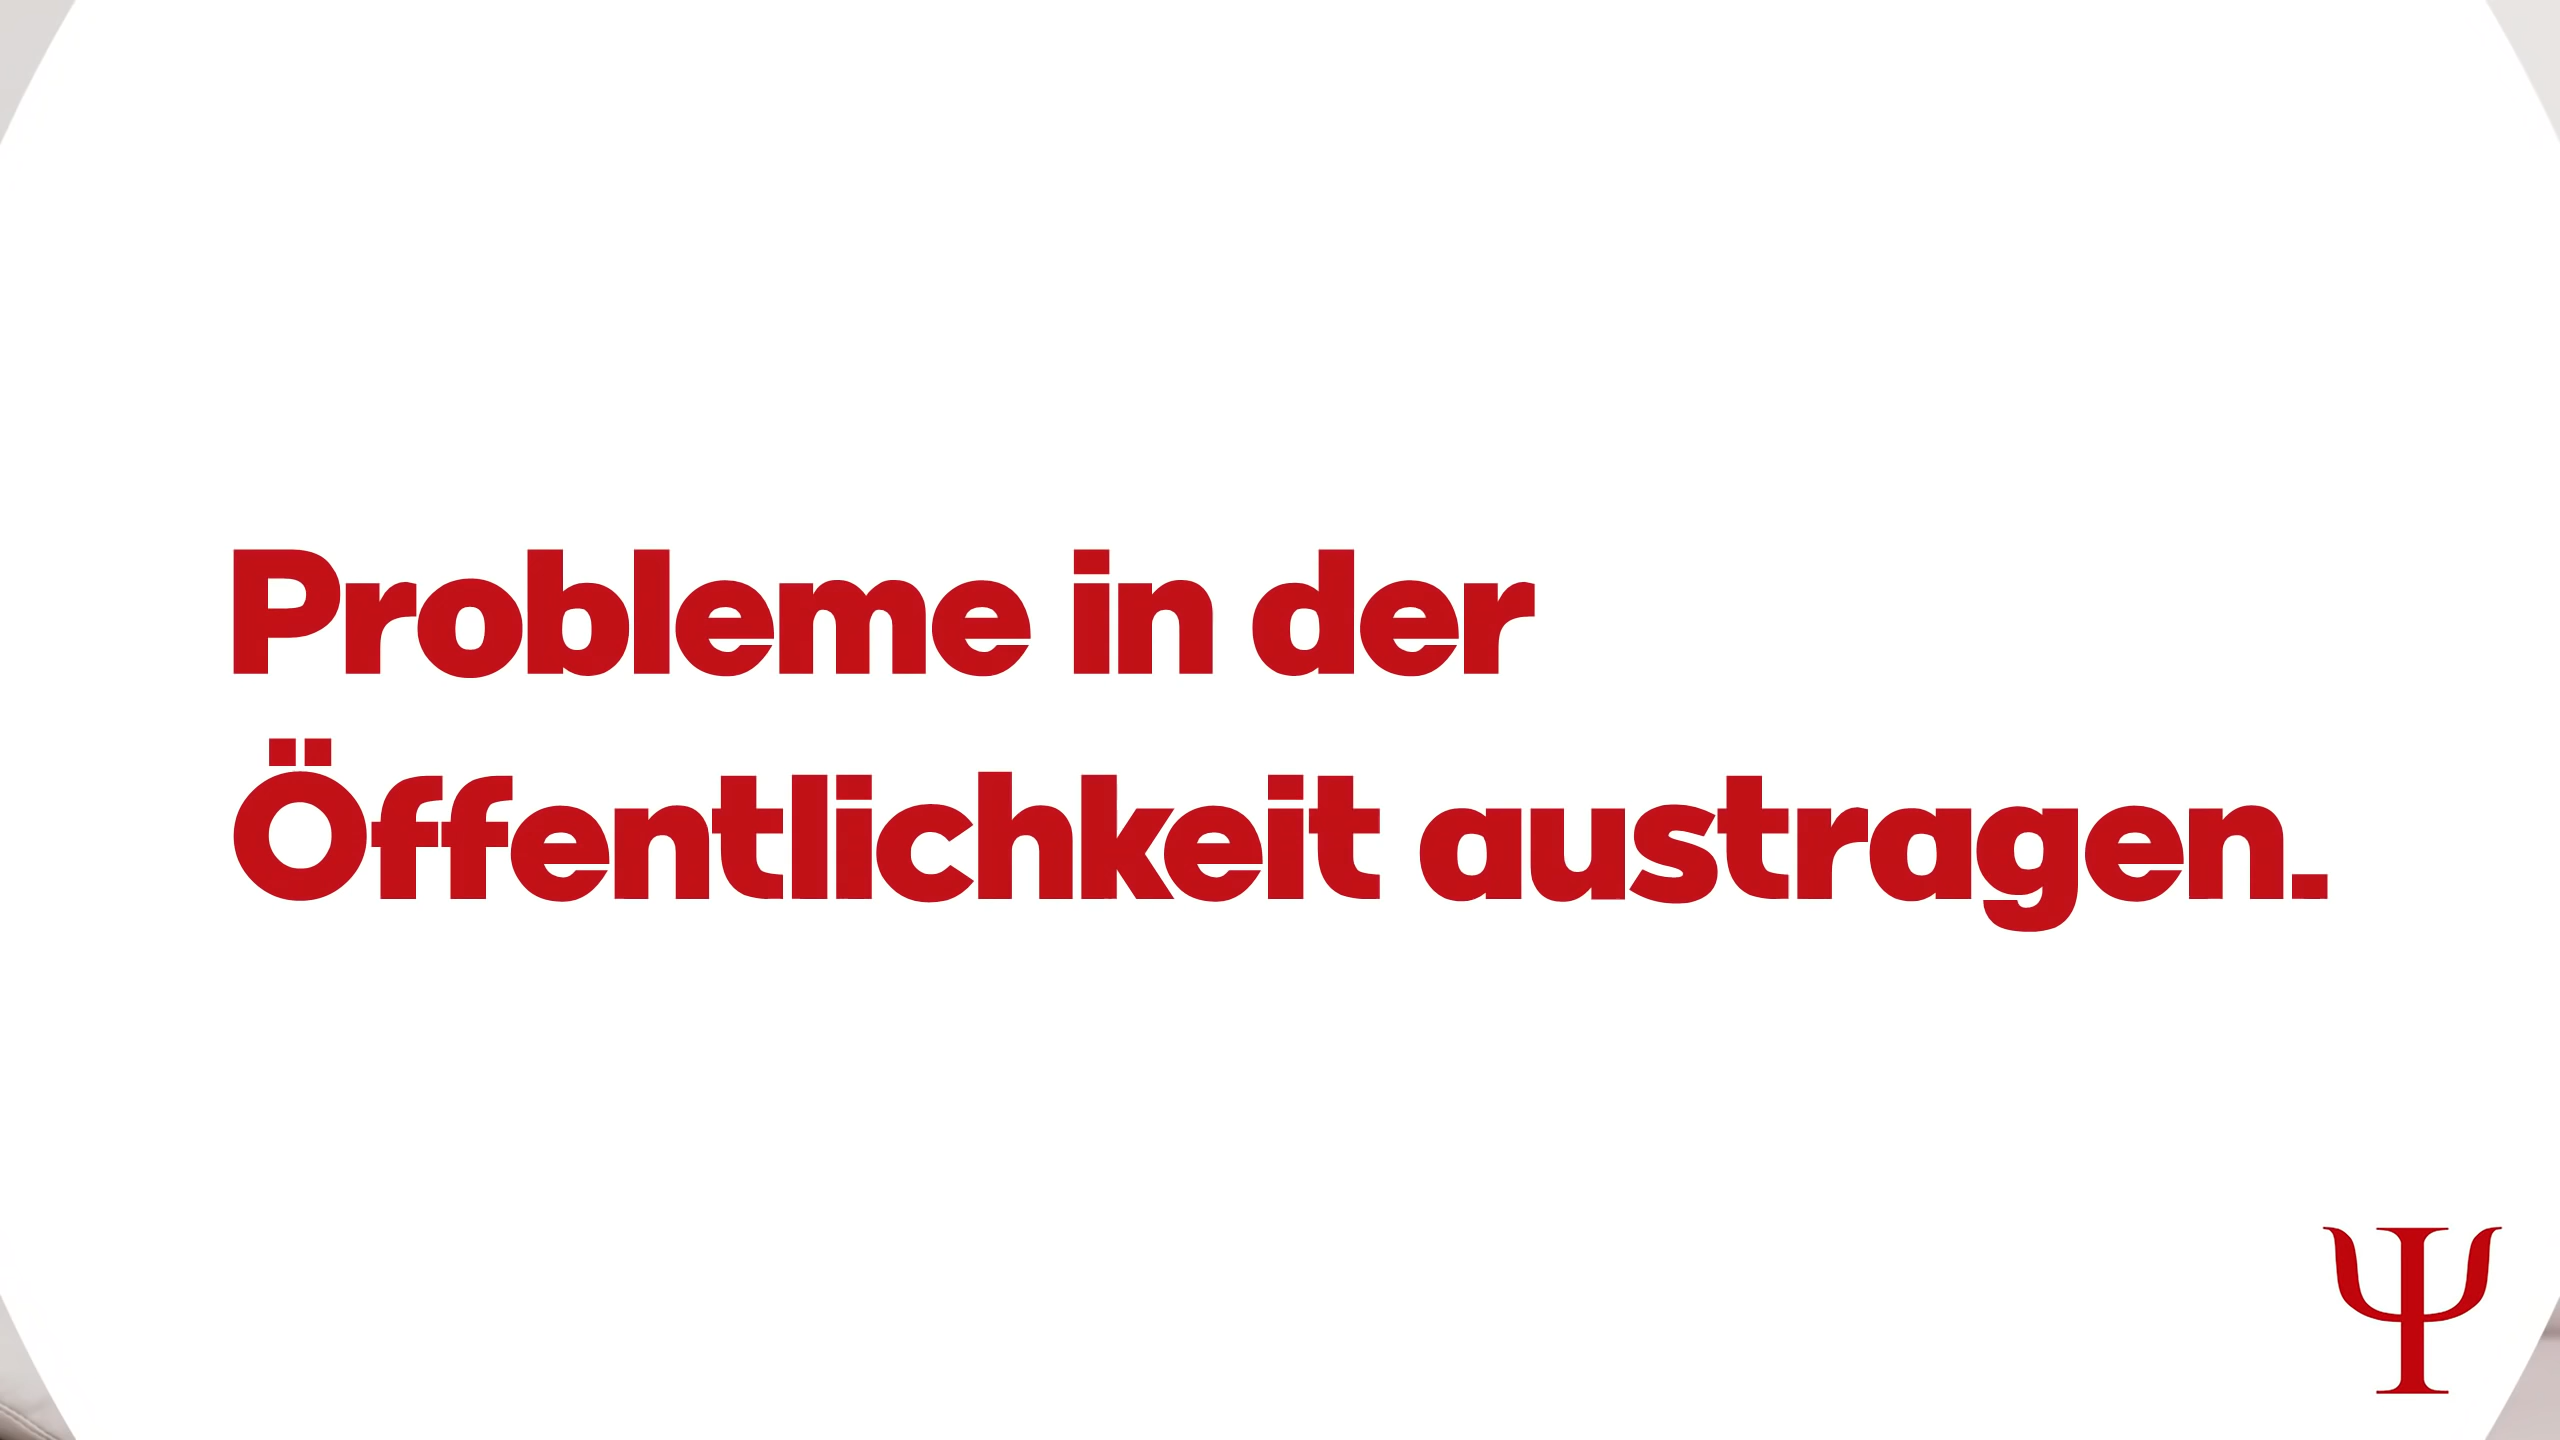 Probleme in der
Öffentlichkeit austragen.
Ψ